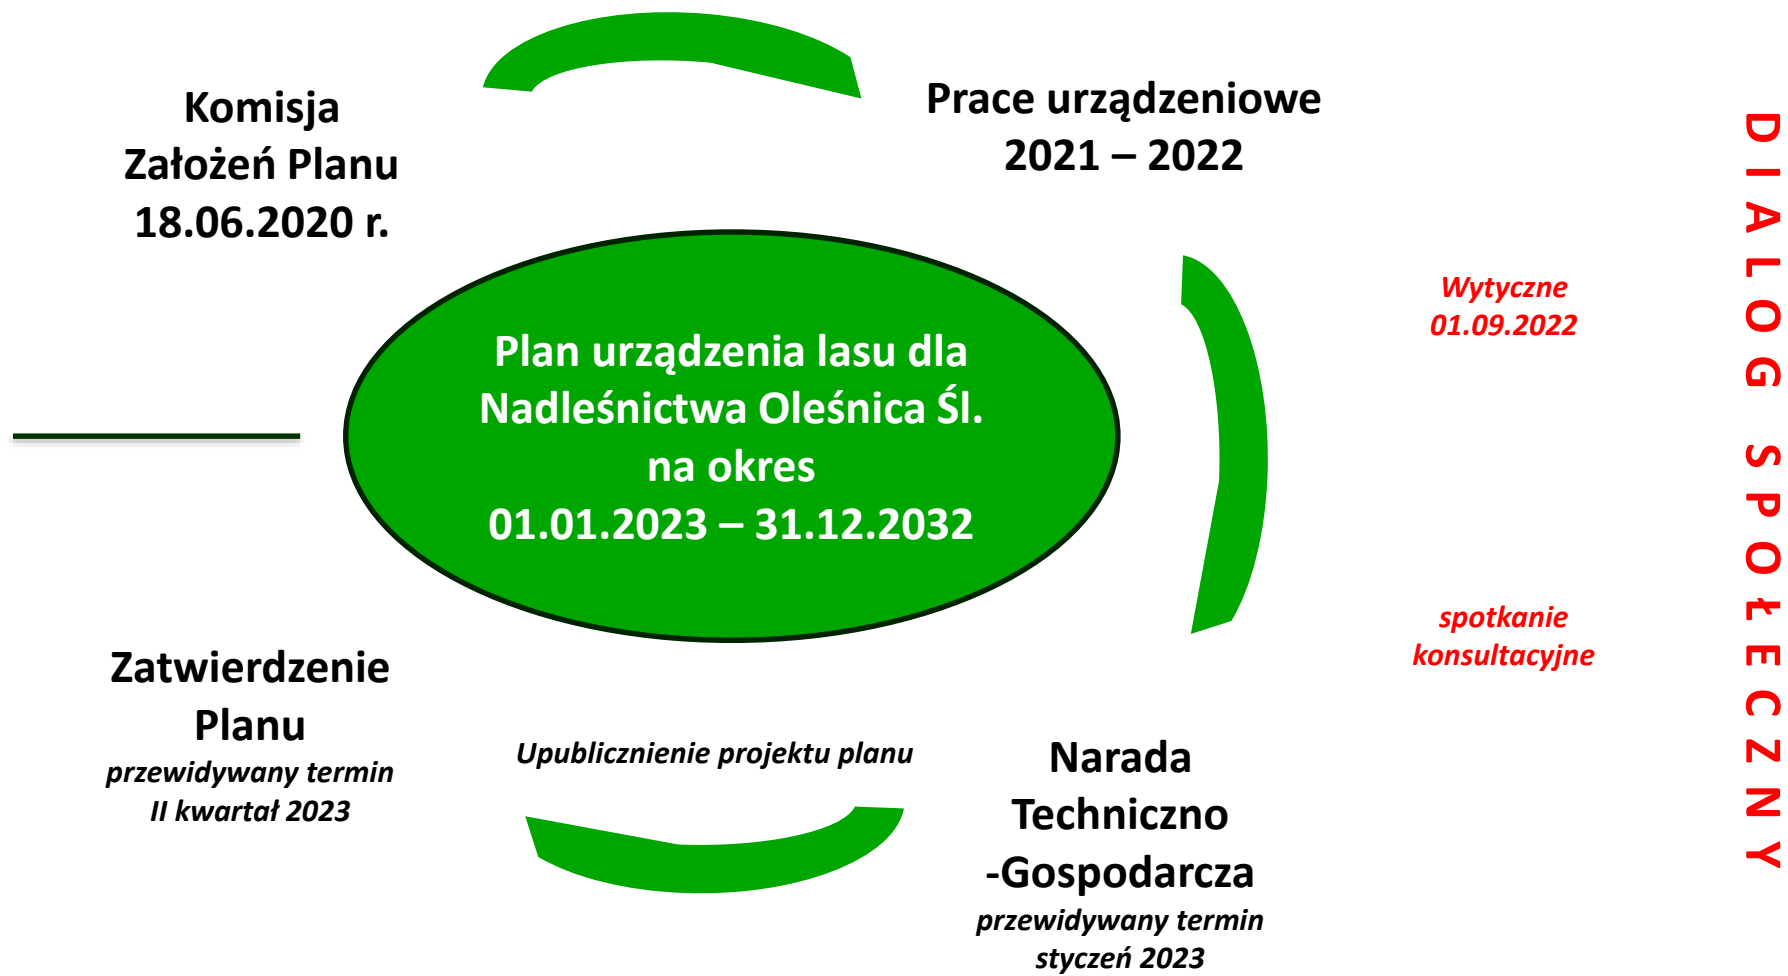 Komisja
Założeń Planu
18.06.2020 r.
Prace urządzeniowe
2021 – 2022
Plan urządzenia lasu dla
Nadleśnictwa Oleśnica Śl.
na okres
01.01.2023 – 31.12.2032
Wytyczne
01.09.2022
spotkanie
konsultacyjne
Zatwierdzenie
Planu
przewidywany termin
II kwartał 2023
Upublicznienie projektu planu
Narada
Techniczno
-Gospodarcza
przewidywany termin
styczeń 2023
DIALOG SPOŁECZNY